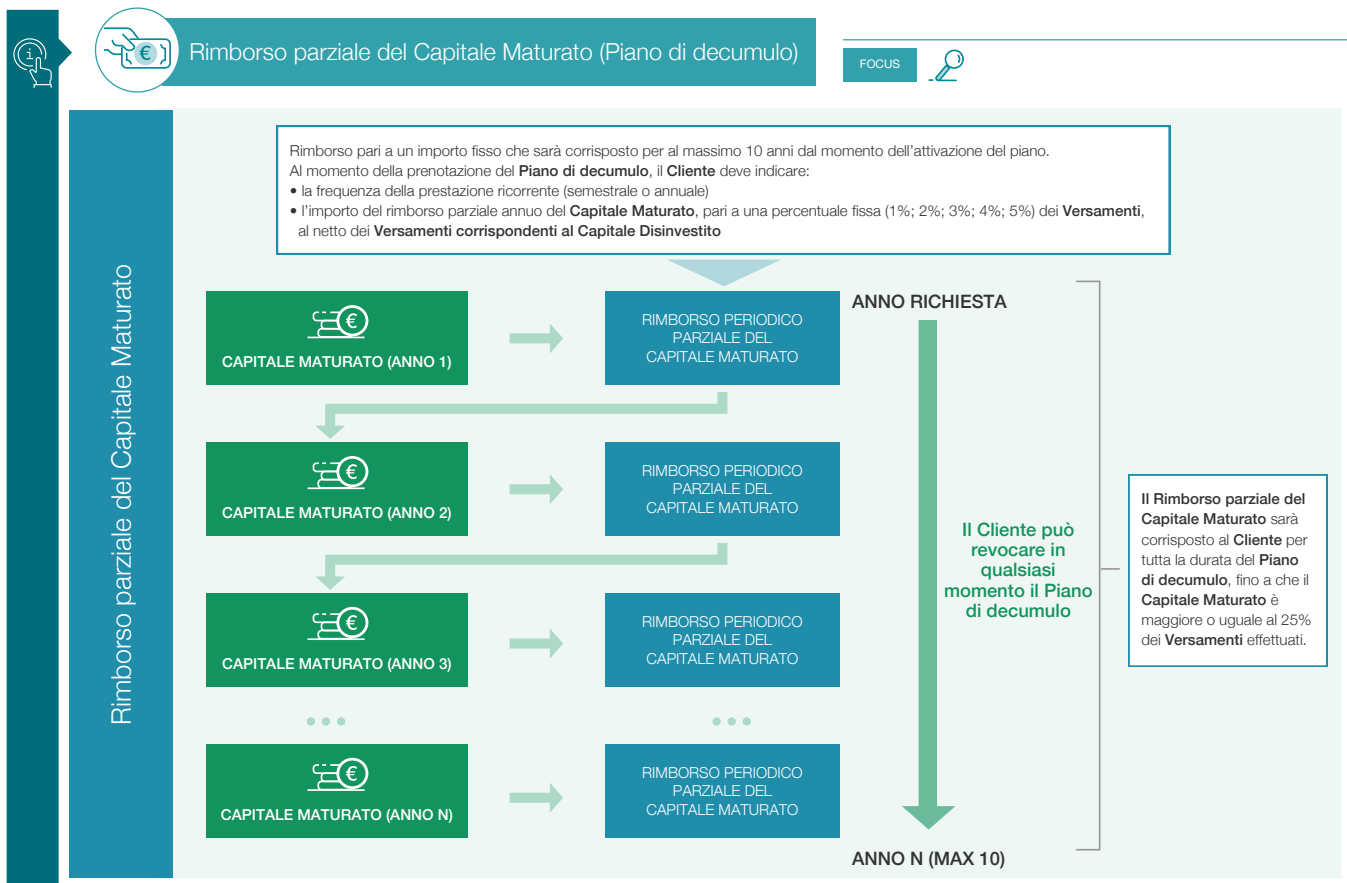 Rimborso parziale del Capitale Maturato (Piano di decumulo)
FOCUS
Rimborso parziale del Capitale Maturato
Rimborso pari a un importo fisso che sarà corrisposto per al massimo 10 anni dal momento dell'attivazione del piano.
Al momento della prenotazione del Piano di decumulo, il Cliente deve indicare:
• la frequenza della prestazione ricorrente (semestrale o annuale)
• l'importo del rimborso parziale annuo del Capitale Maturato, pari a una percentuale fissa (1%; 2%; 3%; 4%; 5%) dei Versamenti,
al netto dei Versamenti corrispondenti al Capitale Disinvestito
CAPITALE MATURATO (ANNO 1)
RIMBORSO PERIODICO
PARZIALE DEL
CAPITALE MATURATO
ANNO RICHIESTA
CAPITALE MATURATO (ANNO 2)
RIMBORSO PERIODICO
PARZIALE DEL
CAPITALE MATURATO
CAPITALE MATURATO (ANNO 3)
RIMBORSO PERIODICO
PARZIALE DEL
CAPITALE MATURATO
CAPITALE MATURATO (ANNO N)
RIMBORSO PERIODICO
PARZIALE DEL
CAPITALE MATURATO
Il Cliente può
revocare in
qualsiasi
momento il Piano
di decumulo
ANNO N (MAX 10)
Il Rimborso parziale del
Capitale Maturato sarà
corrisposto al Cliente per
tutta la durata del Piano
di decumulo, fino a che il
Capitale Maturato è
maggiore o uguale al 25%
dei Versamenti effettuati.